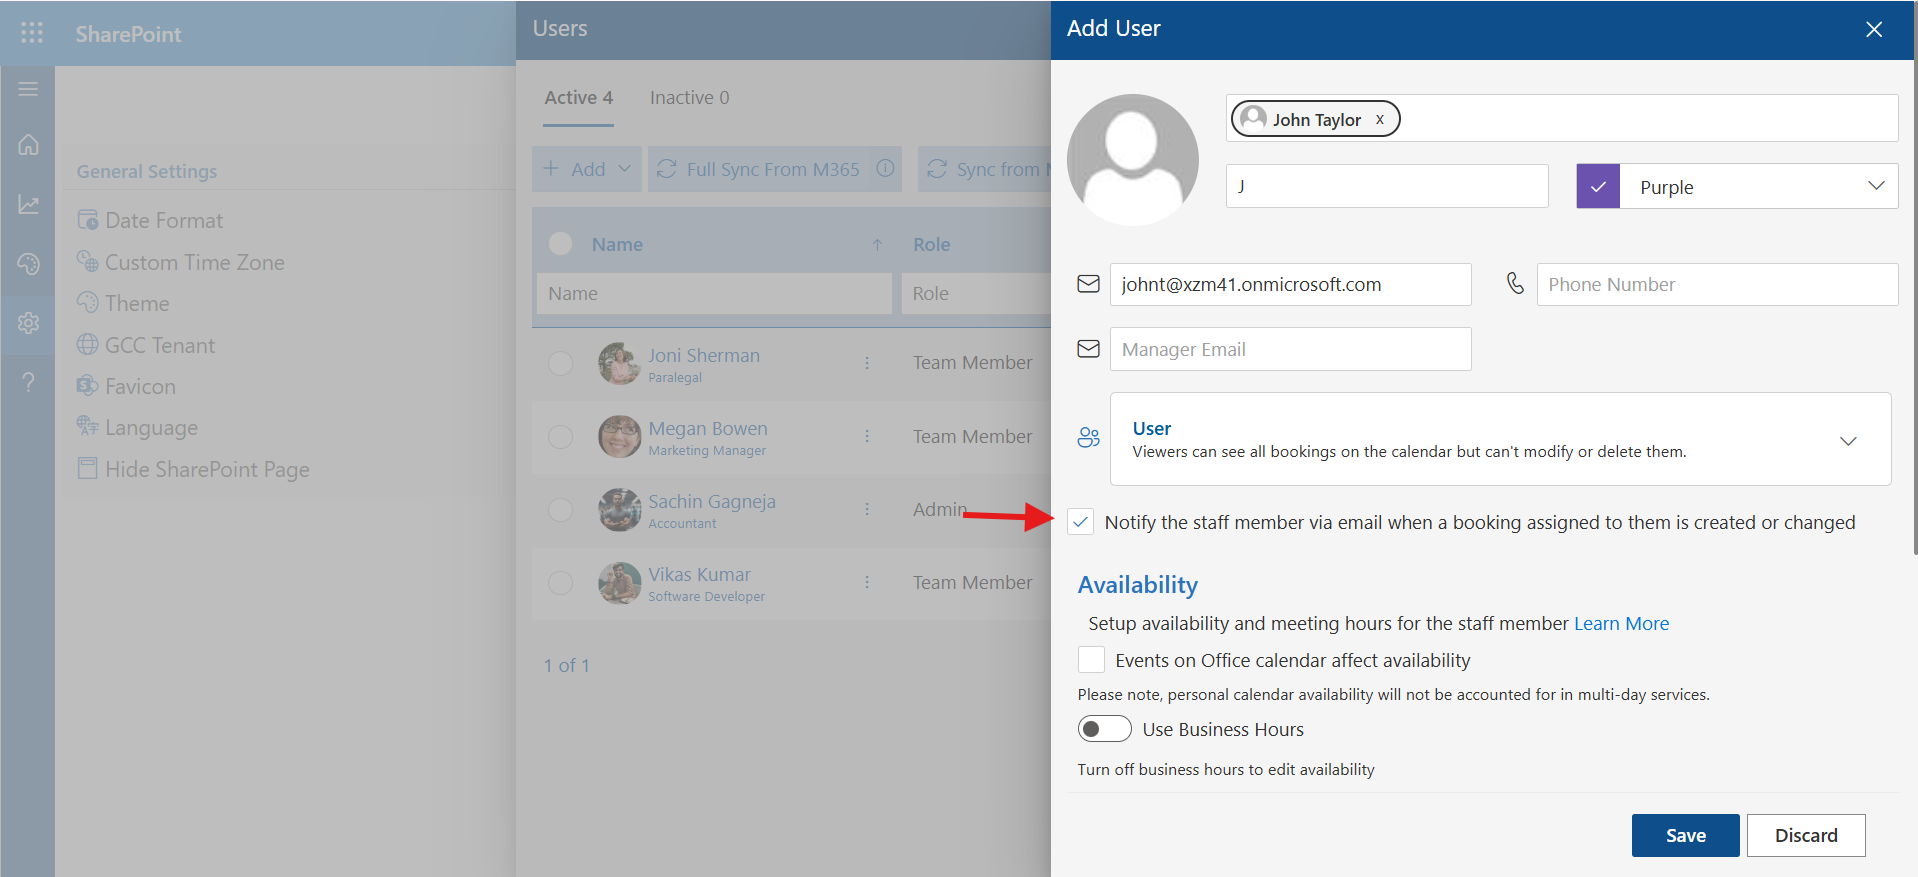 SharePoint
General Settings
Date Format
Custom Time Zone
Theme
GCC Tenant
Favicon
Language
Hide SharePoint Page
Users
Active 4 Inactive 0
Add Full Sync From M365 Sync from
Name Role
Name Role
Joni Sherman Team Member
Paralegal
Megan Bowen Team Member
Marketing Manager
Sachin Gagneja Admin
Accountant
Vikas Kumar Team Member
Software Developer
1 of 1
Add User
John Taylor x
J Purple
johnt@xzm41.onmicrosoft.com Phone Number
Manager Email
User
Viewers can see all bookings on the calendar but can't modify or delete them.
Notify the staff member via email when a booking assigned to them is created or changed
Availability
Setup availability and meeting hours for the staff member Learn More
Events on Office calendar affect availability
Please note, personal calendar availability will not be accounted for in multi-day services.
Use Business Hours
Turn off business hours to edit availability
Save Discard